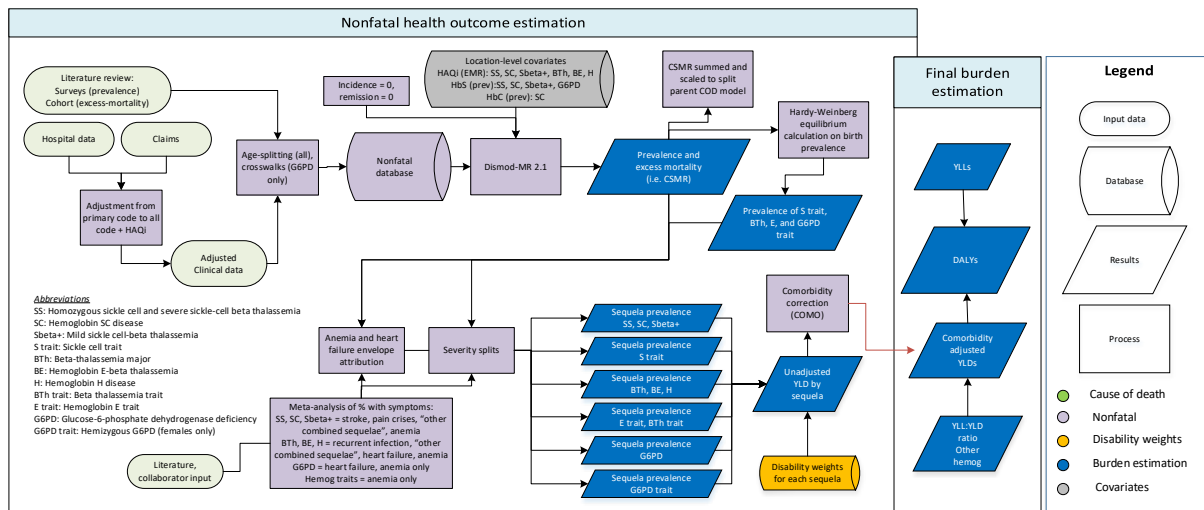 Nonfatal health outcome estimation
Literature review:
Surveys (prevalence)
Cohort (excess-mortality)
Hospital data
Claims
Adjustment from
primary code to all
code + HAQi
Adjusted
Clinical data
Age-splitting (all),
crosswalks (G6PD
only)
Nonfatal
database
Incidence = 0,
remission = 0
Location-level covariates
HAQi (EMR): SS, SC, Sbeta+, BTh, BE, H
HbS (prev):SS, SC, Sbeta+, G6PD
HbC (prev): SC
Dismod-MR 2.1
CSMR summed and
scaled to split
parent COD model
Prevalence and
excess mortality
(i.e. CSMR)
Hardy-Weinberg
equilibrium
calculation on birth
prevalence
Prevalence of S trait,
BTh, E, and G6PD
trait
Abbreviations
SS: Homozygous sickle cell and severe sickle-cell beta thalassemia
SC: Hemoglobin SC disease
Sbeta+: Mild sickle cell-beta thalassemia
S trait: Sickle cell trait
BTh: Beta-thalassemia major
BE: Hemoglobin E-beta thalassemia
H: Hemoglobin H disease
BTh trait: Beta thalassemia trait
E trait: Hemoglobin E trait
G6PD: Glucose-6-phosphate dehydrogenase deficiency
G6PD trait: Hemizygous G6PD (females only)
Literature,
collaborator input
Anemia and heart
failure envelope
attribution
Severity splits
Meta-analysis of % with symptoms:
SS, SC, Sbeta+ = stroke, pain crises, "other
combined sequelae", anemia
BTh, BE, H = recurrent infection, "other
combined sequelae", heart failure, anemia
G6PD = heart failure, anemia only
Hemog traits = anemia only
Sequela prevalence
SS, SC, Sbeta+
Sequela prevalence
S trait
Sequela prevalence
BTh, BE, H
Sequela prevalence
E trait, BTh trait
Sequela prevalence
G6PD
Sequela prevalence
G6PD trait
Comorbidity
correction
(COMO)
Unadjusted
YLD by
sequela
Disability weights
for each sequela
Final burden
estimation
YLLs
DALYs
Comorbidity
adjusted
YLDs
YLL:YLD
ratio
Other
hemog
Legend
Input data
Database
Results
Process
Cause of death
Nonfatal
Disability weights
Burden estimation
Covariates